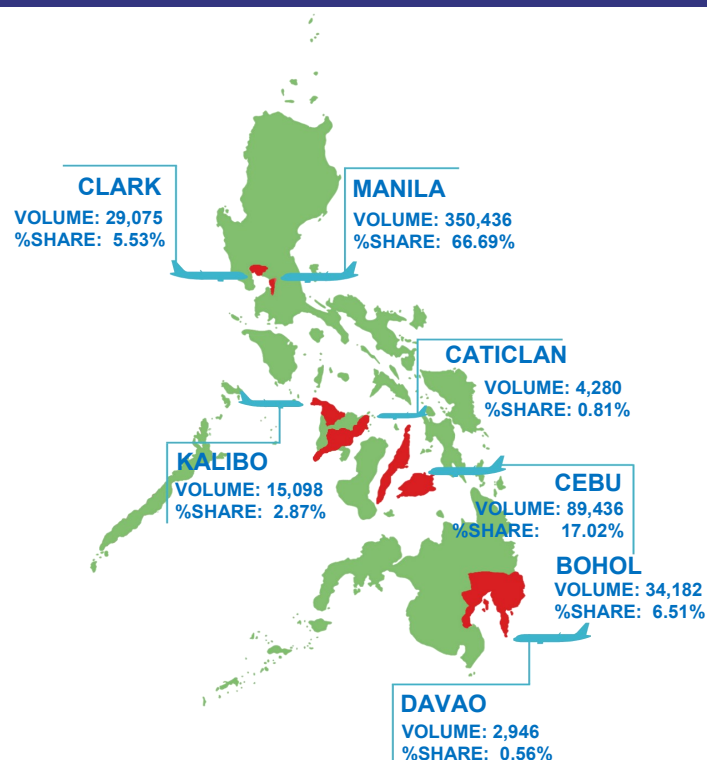 CLARK
VOLUME: 29,075
%SHARE: 5.53%
MANILA
VOLUME: 350,436
%SHARE: 66.69%
CATICLAN
VOLUME: 4,280
%SHARE: 0.81%
KALIBO
VOLUME: 15,098
%SHARE: 2.87%
CEBU
VOLUME: 89,436
%SHARE: 17.02%
BOHOL
VOLUME: 34,182
%SHARE: 6.51%
DAVAO
VOLUME: 2,946
%SHARE: 0.56%